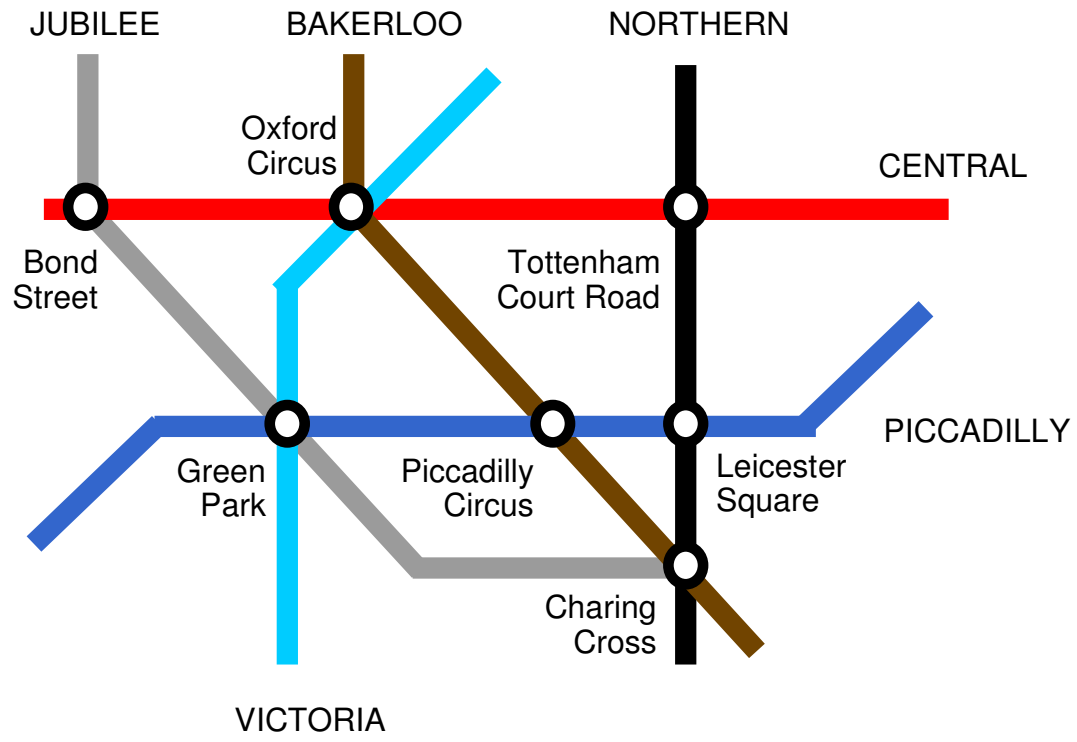 JUBILEE
BAKERLOO
NORTHERN
Oxford
Circus
CENTRAL
Bond
Street
Tottenham
Court Road
PICCADILLY
Green
Park
Piccadilly
Circus
Leicester
Square
Charing
Cross
VICTORIA